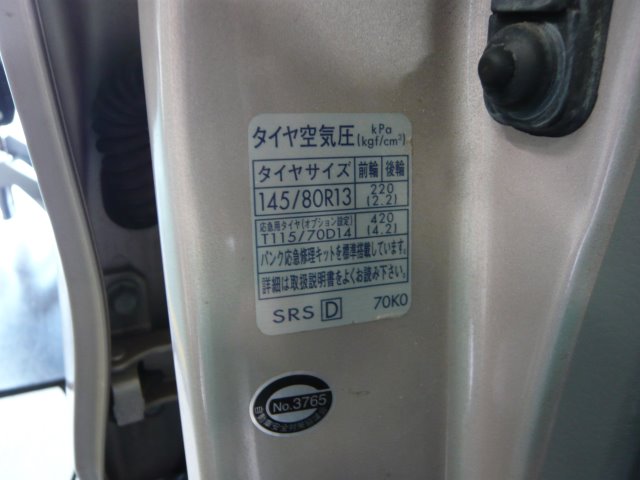 タイヤ空気圧 kPa (kgf/cm²)
タイヤサイズ 前輪 後輪
145/80R13 220 (2.2)
応急用タイヤ(オプション設定) T115/70D14 420 (4.2)
パンク応急修理キットを標準搭載しています。
詳細は取扱説明書をよくお読み下さい。
SRS D 70K0
No.3765